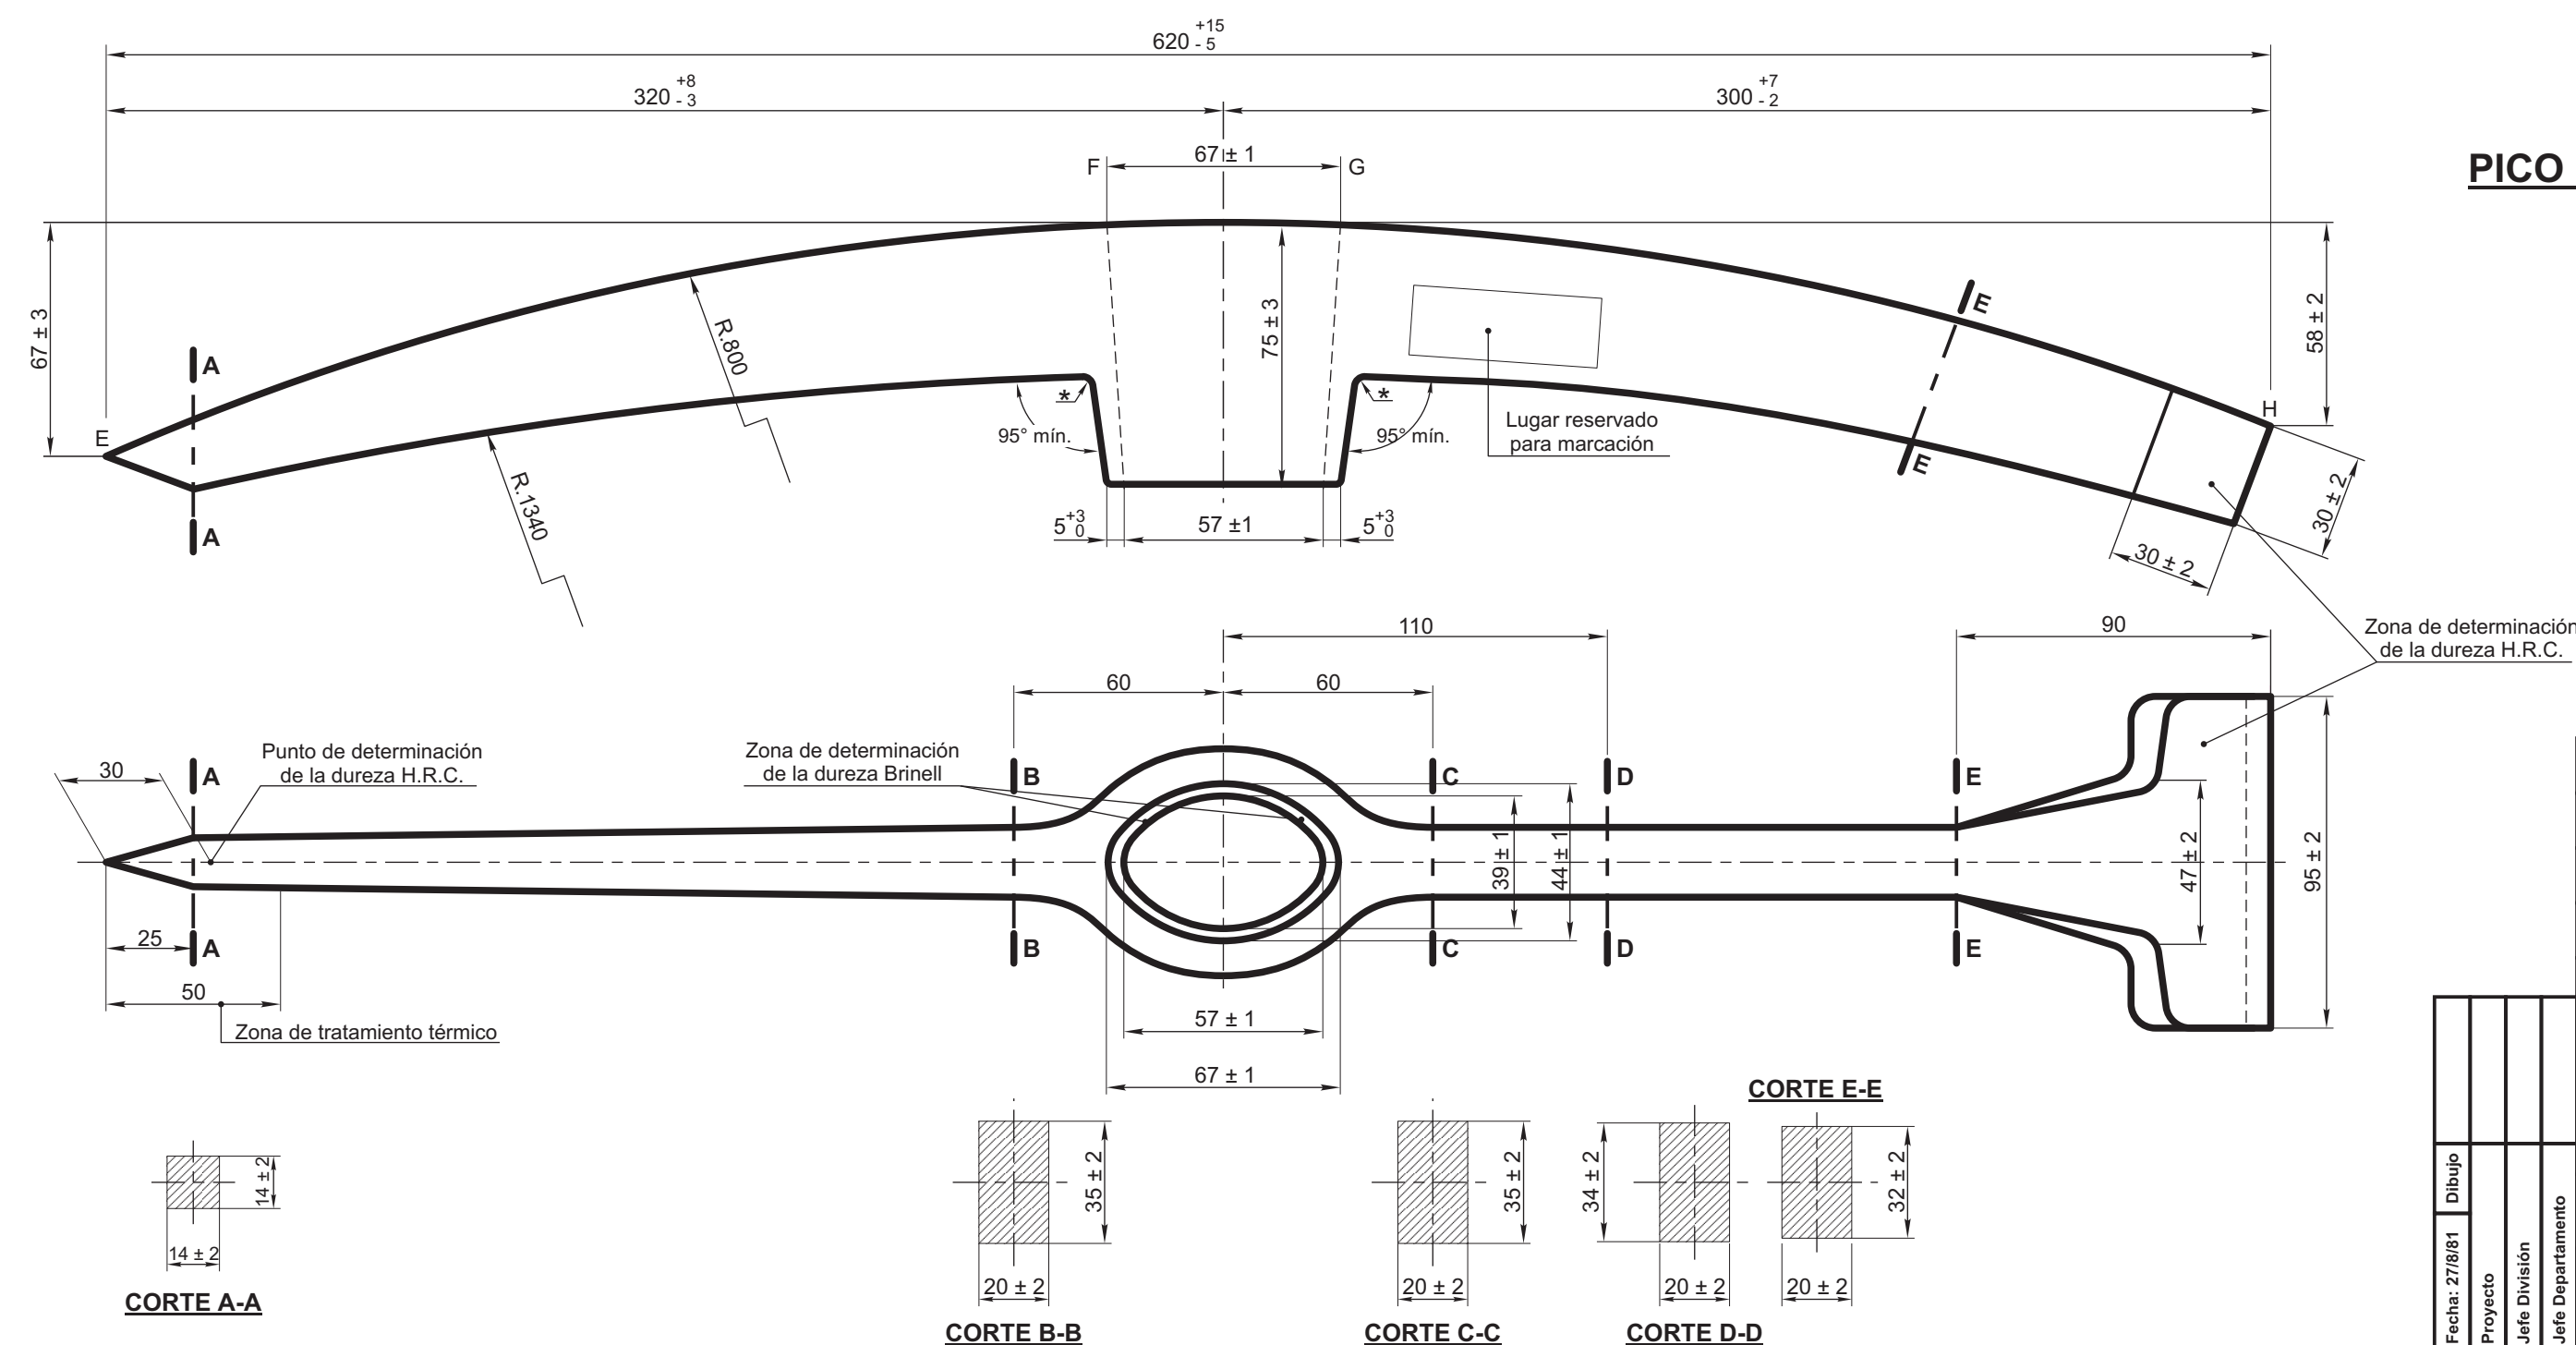 620 +15 - 5
320 +8 - 3
300 +7 - 2
F 67 ± 1 G
PICO
67 ± 3
58 ± 2
75 ± 3
R.800
R.1340
E
H
A
A
E
E
*
*
95° mín.
95° mín.
Lugar reservado
para marcación
5 +3 0
57 ±1
5 +3 0
30 ± 2
30 ± 2
Zona de determinación
de la dureza H.R.C.
110
90
60
60
Punto de determinación
de la dureza H.R.C.
Zona de determinación
de la dureza Brinell
30
A
B
C
D
E
39 ± 1
44 ± 1
47 ± 2
95 ± 2
25
A
B
C
D
E
50
Zona de tratamiento térmico
57 ± 1
67 ± 1
CORTE E-E
14 ± 2
14 ± 2
CORTE A-A
35 ± 2
20 ± 2
CORTE B-B
35 ± 2
20 ± 2
CORTE C-C
34 ± 2
20 ± 2
CORTE D-D
32 ± 2
20 ± 2
Fecha: 27/8/81
Dibujo
Proyecto
Jefe División
Jefe Departamento